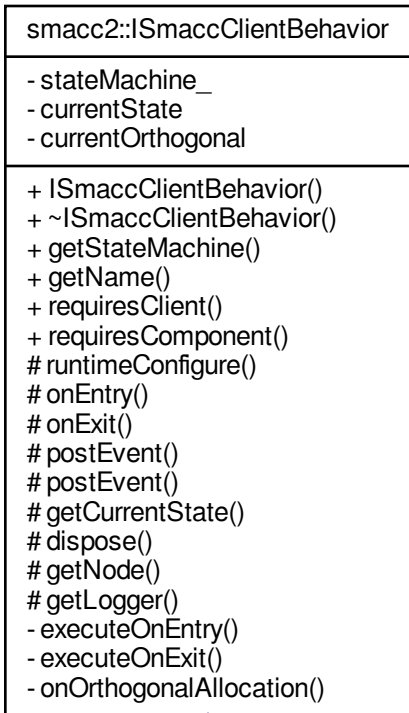 smacc2::ISmaccClientBehavior
- stateMachine_
- currentState
- currentOrthogonal
+ ISmaccClientBehavior()
+ ~ISmaccClientBehavior()
+ getStateMachine()
+ getName()
+ requiresClient()
+ requiresComponent()
# runtimeConfigure()
# onEntry()
# onExit()
# postEvent()
# postEvent()
# getCurrentState()
# dispose()
# getNode()
# getLogger()
- executeOnEntry()
- executeOnExit()
- onOrthogonalAllocation()